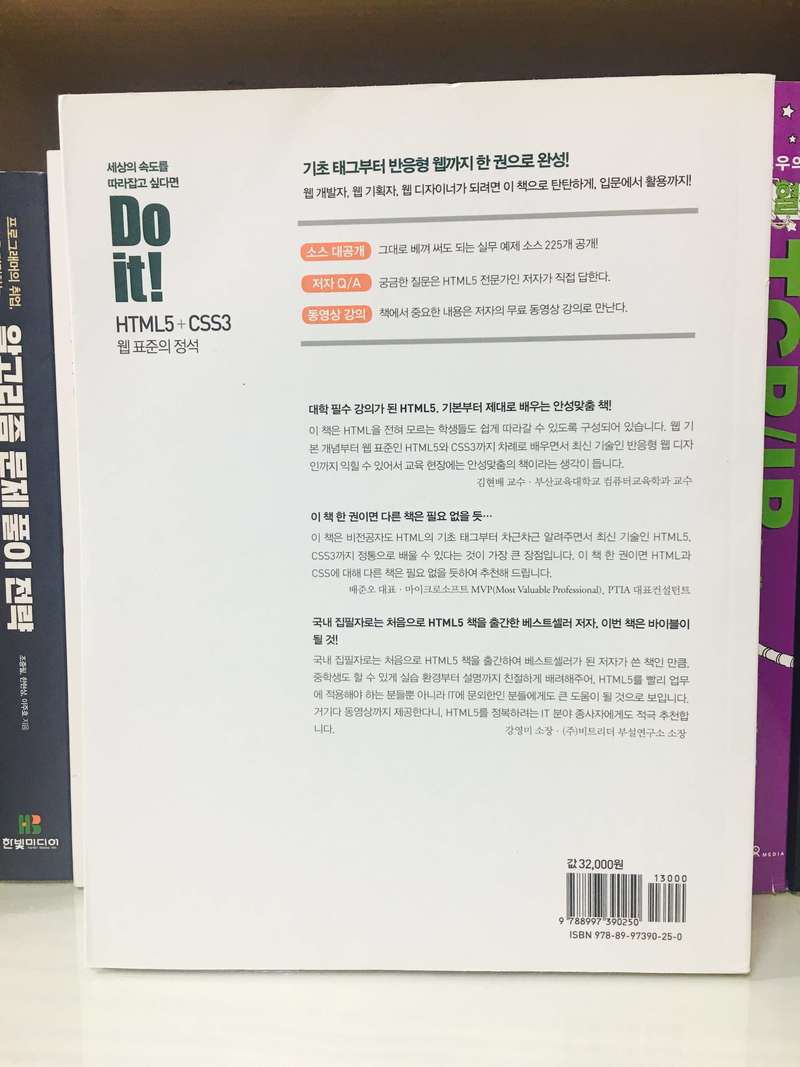 세상의 속도를
따라잡고 싶다면
Do
it!
HTML5+CSS3
웹 표준의 정석
기초 태그부터 반응형 웹까지 한 권으로 완성!
웹 개발자, 웹 기획자, 웹 디자이너가 되려면 이 책으로 탄탄하게, 입문에서 활용까지!
소스 대공개 그대로 베껴 써도 되는 실무 예제 소스 225개 공개!
저자 Q/A 궁금한 질문은 HTML5 전문가인 저자가 직접 답한다.
동영상 강의 책에서 중요한 내용은 저자의 무료 동영상 강의로 만난다.
대학 필수 강의가 된 HTML5. 기본부터 제대로 배우는 안성맞춤 책!
이 책은 HTML을 전혀 모르는 학생들도 쉽게 따라갈 수 있도록 구성되어 있습니다. 웹 기
본 개념부터 웹 표준인 HTML5와 CSS3까지 차례로 배우면서 최신 기술인 반응형 웹 디자
인까지 익힐 수 있어서 교육 현장에는 안성맞춤의 책이라는 생각이 듭니다.
김현배 교수 · 부산교육대학교 컴퓨터교육학과 교수
이 책 한 권이면 다른 책은 필요 없을 듯…
이 책은 비전공자도 HTML의 기초 태그부터 차근차근 알려주면서 최신 기술인 HTML5,
CSS3까지 정통으로 배울 수 있다는 것이 가장 큰 장점입니다. 이 책 한 권이면 HTML과
CSS에 대해 다른 책은 필요 없을 듯하여 추천해 드립니다.
배준오 대표 · 마이크로소프트 MVP(Most Valuable Professional), PTIA 대표컨설턴트
국내 집필자로는 처음으로 HTML5 책을 출간한 베스트셀러 저자, 이번 책은 바이블이
될 것!
국내 집필자로는 처음으로 HTML5 책을 출간하여 베스트셀러가 된 저자가 쓴 책인 만큼,
중학생도 할 수 있게 실습 환경부터 설명까지 친절하게 배려해주어, HTML5를 빨리 업무
에 적용해야 하는 분들뿐 아니라 IT에 문외한인 분들에게도 큰 도움이 될 것으로 보입니다.
거기다 동영상까지 제공한다니, HTML5를 정복하려는 IT 분야 종사자에게도 적극 추천합
니다.
강영미 소장 · (주)비트리더 부설연구소 소장
값 32,000원
13000
9 788997 390250
ISBN 978-89-97390-25-0
프로그래머의 취업,
알고리즘 문제 풀이 전략
조중필, 한현상, 이주호 지음
HB
한빛미디어
TCP/IP
MEDIA